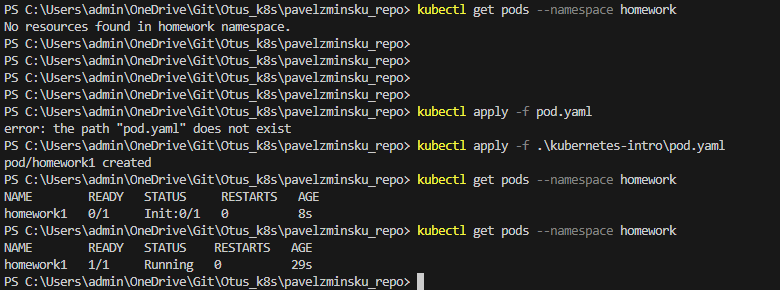 PS C:\Users\admin\OneDrive\Git\Otus_k8s\pavelzminsku_repo> kubectl get pods --namespace homework
No resources found in homework namespace.
PS C:\Users\admin\OneDrive\Git\Otus_k8s\pavelzminsku_repo>
PS C:\Users\admin\OneDrive\Git\Otus_k8s\pavelzminsku_repo>
PS C:\Users\admin\OneDrive\Git\Otus_k8s\pavelzminsku_repo>
PS C:\Users\admin\OneDrive\Git\Otus_k8s\pavelzminsku_repo>
PS C:\Users\admin\OneDrive\Git\Otus_k8s\pavelzminsku_repo> kubectl apply -f pod.yaml
error: the path "pod.yaml" does not exist
PS C:\Users\admin\OneDrive\Git\Otus_k8s\pavelzminsku_repo> kubectl apply -f .\kubernetes-intro\pod.yaml
pod/homework1 created
PS C:\Users\admin\OneDrive\Git\Otus_k8s\pavelzminsku_repo> kubectl get pods --namespace homework
NAME        READY   STATUS     RESTARTS   AGE
homework1   0/1     Init:0/1   0          8s
PS C:\Users\admin\OneDrive\Git\Otus_k8s\pavelzminsku_repo> kubectl get pods --namespace homework
NAME        READY   STATUS    RESTARTS   AGE
homework1   1/1     Running   0          29s
PS C:\Users\admin\OneDrive\Git\Otus_k8s\pavelzminsku_repo>